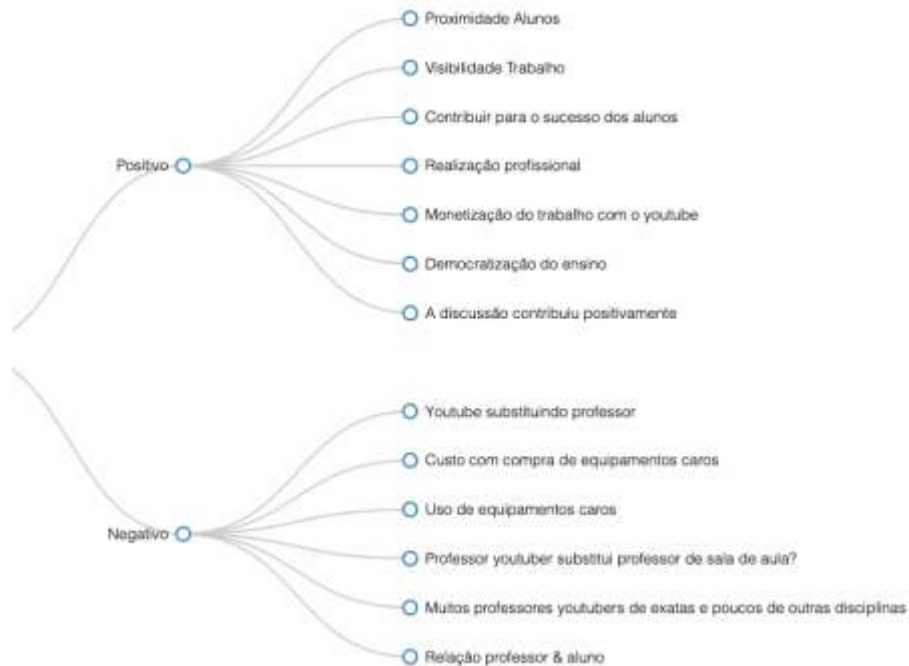 Positivo
Proximidade Alunos
Visibilidade Trabalho
Contribuir para o sucesso dos alunos
Realização profissional
Monetização do trabalho com o youtube
Democratização do ensino
A discussão contribuiu positivamente
Negativo
Youtube substituindo professor
Custo com compra de equipamentos caros
Uso de equipamentos caros
Professor youtuber substitui professor de sala de aula?
Muitos professores youtubers de exatas e poucos de outras disciplinas
Relação professor & aluno